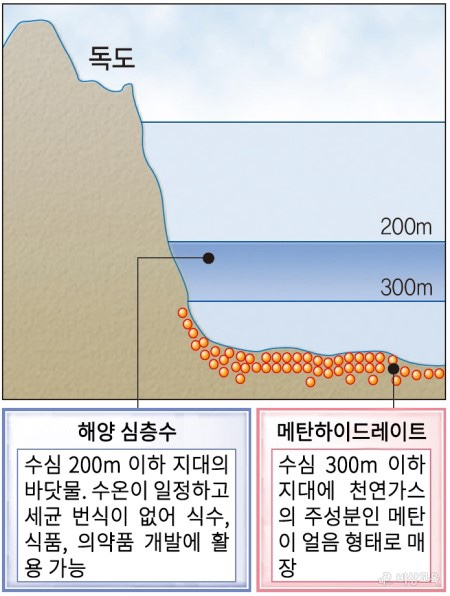 독도
200m
300m
해양 심층수
수심 200m 이하 지대의
바닷물. 수온이 일정하고
세균 번식이 없어 식수,
식품, 의약품 개발에 활
용 가능
메탄하이드레이트
수심 300m 이하
지대에 천연가스
의 주성분인 메탄
이 얼음 형태로 매
장
비상교육